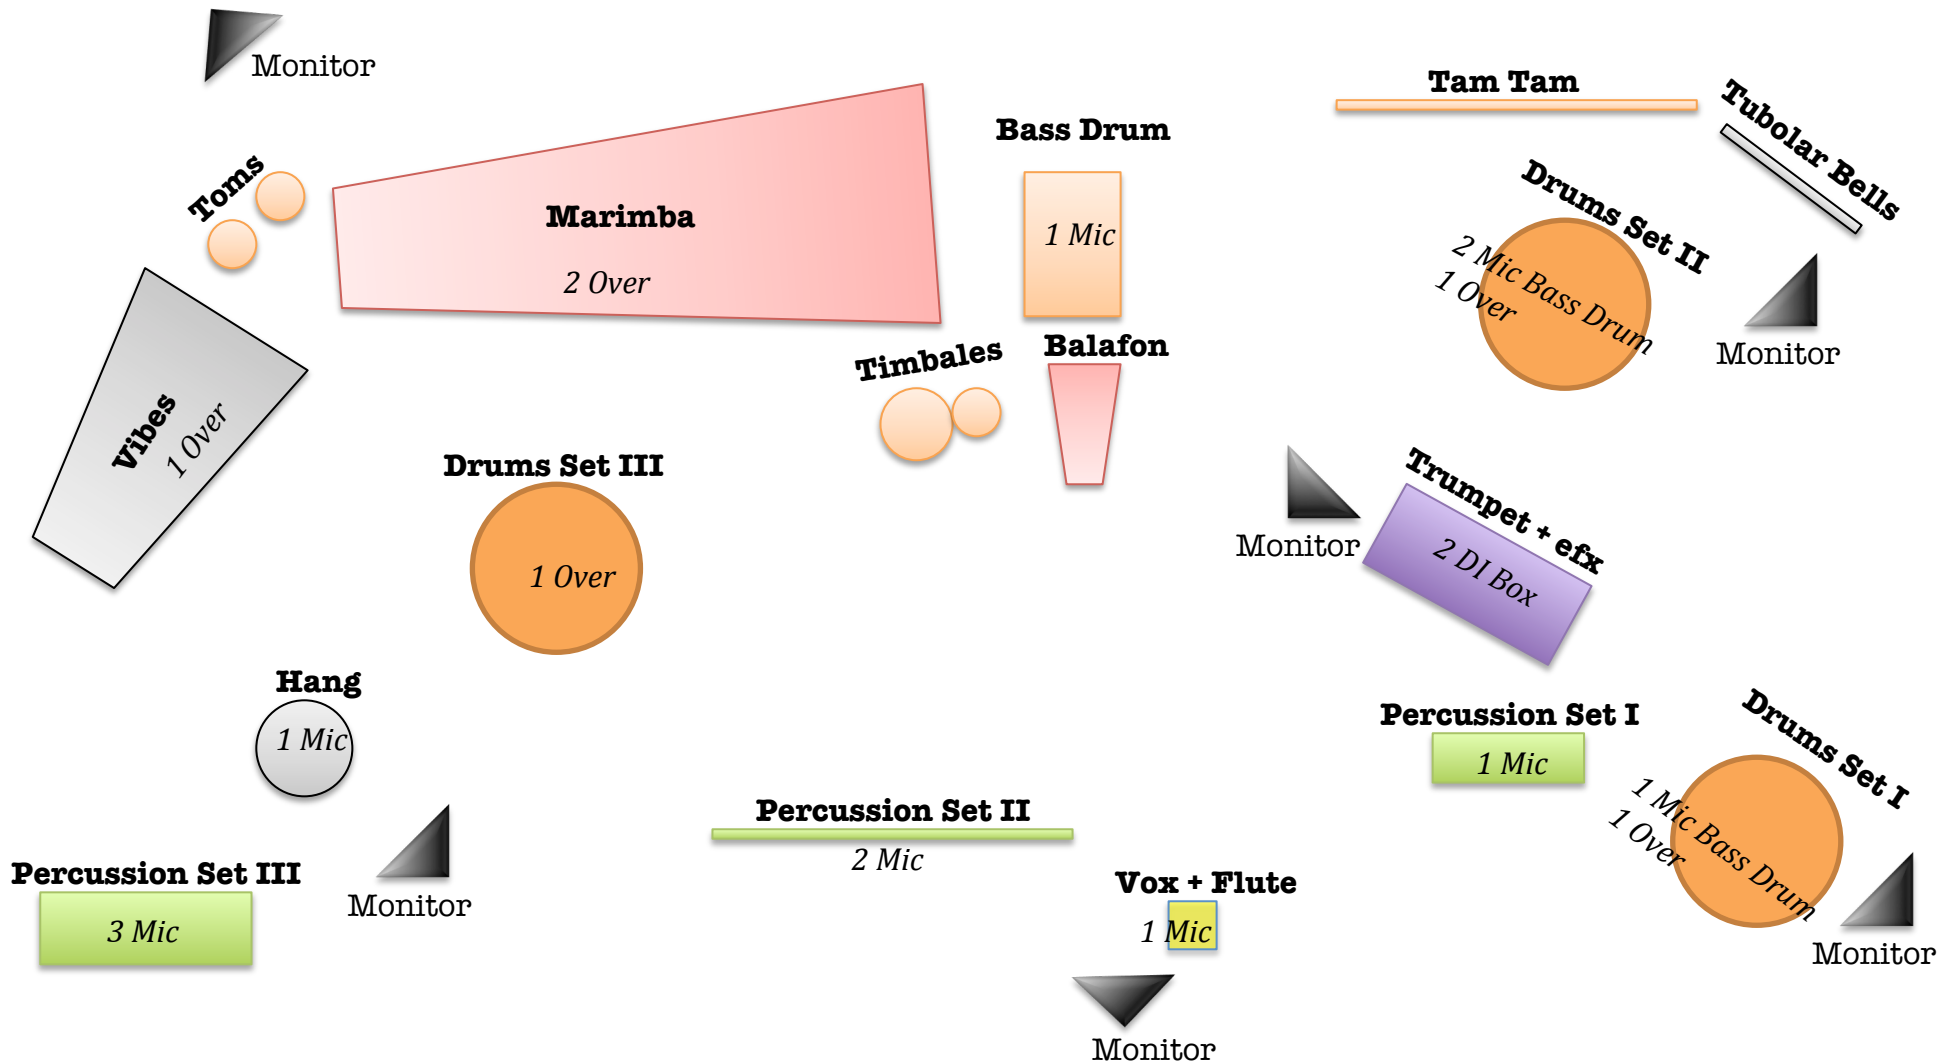 Monitor
Tam Tam
Tubolar Bells
Bass Drum
1 Mic
Toms
Marimba
2 Over
Drums Set II
2 Mic Bass Drum
1 Over
Monitor
Timbales
Balafon
Vibes
1 Over
Drums Set III
1 Over
Monitor
Trumpet + efx
2 DI Box
Hang
1 Mic
Percussion Set I
1 Mic
Drums Set I
1 Mic Bass Drum
1 Over
Monitor
Percussion Set II
2 Mic
Percussion Set III
3 Mic
Monitor
Vox + Flute
1 Mic
Monitor